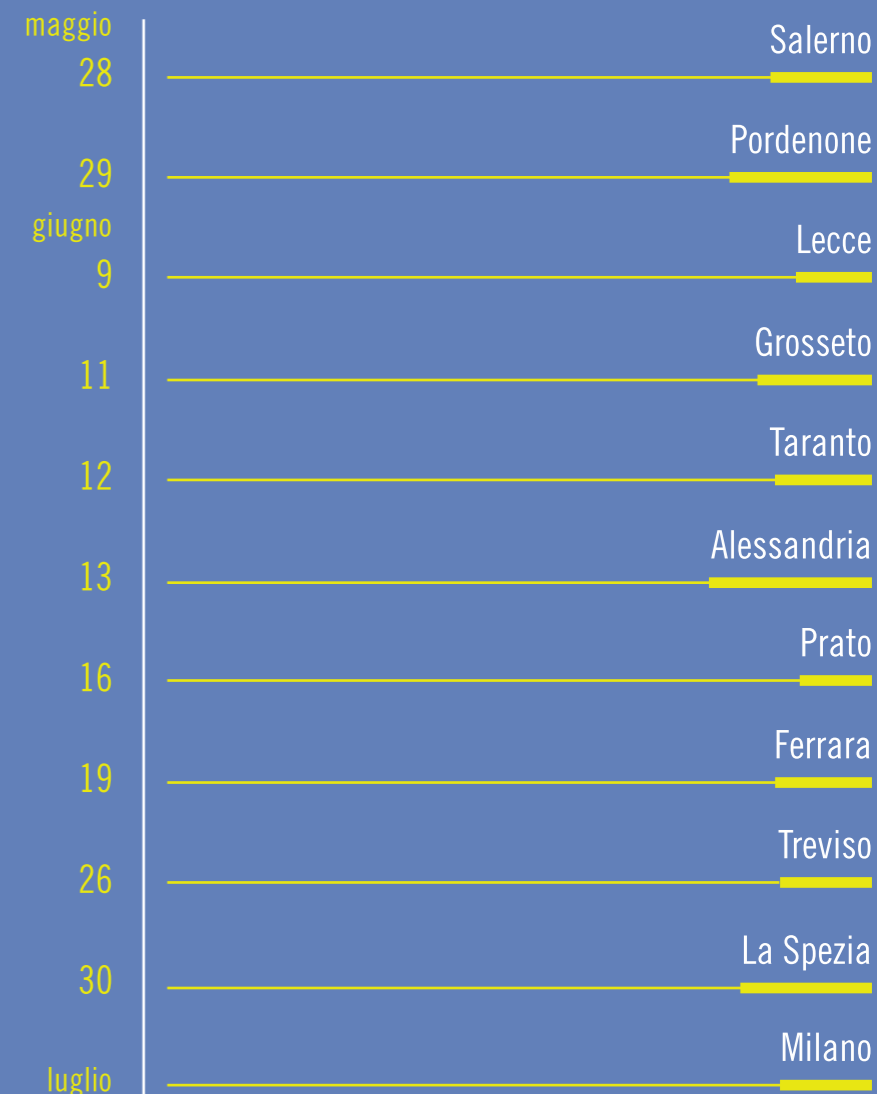 maggio
Salerno
28
Pordenone
29
giugno
Lecce
9
Grosseto
11
Taranto
12
Alessandria
13
Prato
16
Ferrara
19
Treviso
26
La Spezia
30
Milano
luglio